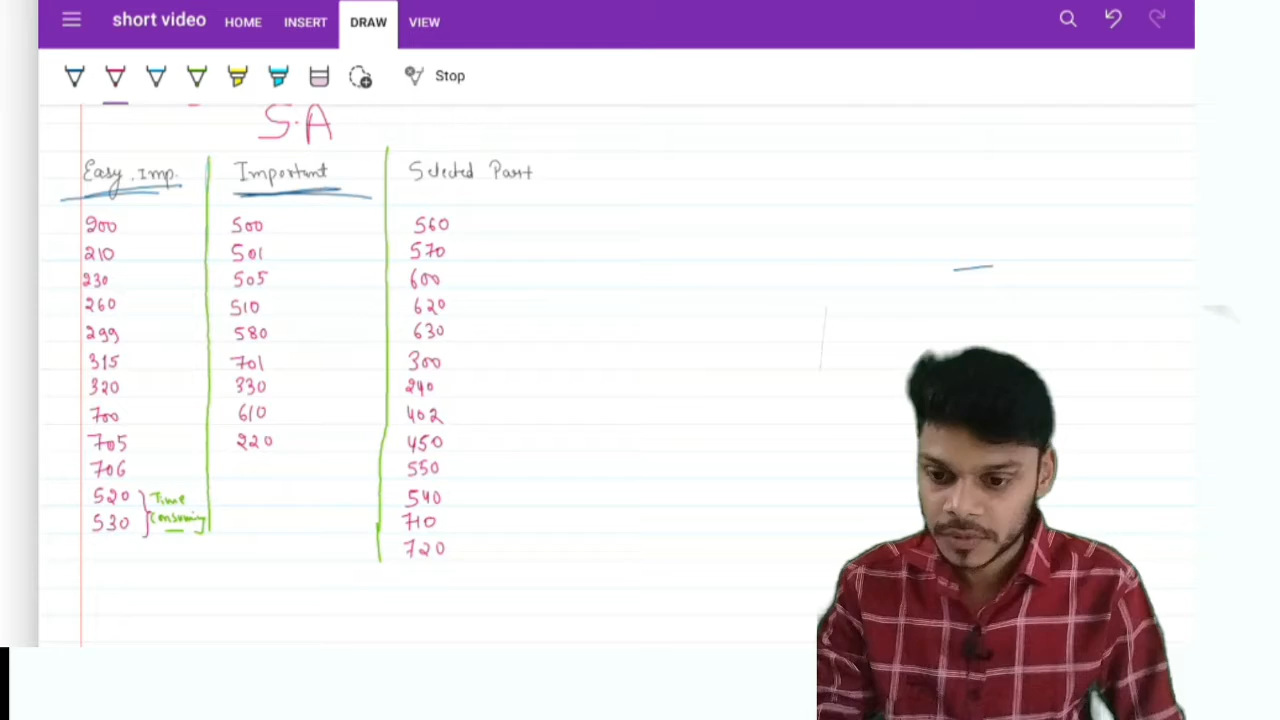 short video HOME INSERT DRAW VIEW
Stop
S.A
Easy. Imp. Important Selected Part
200 500 560
210 501 570
230 505 600
260 510 620
299 580 630
315 701 300
320 330 240
700 610 402
705 220 450
706 550
520 Time 540
530 Consuming 710
720